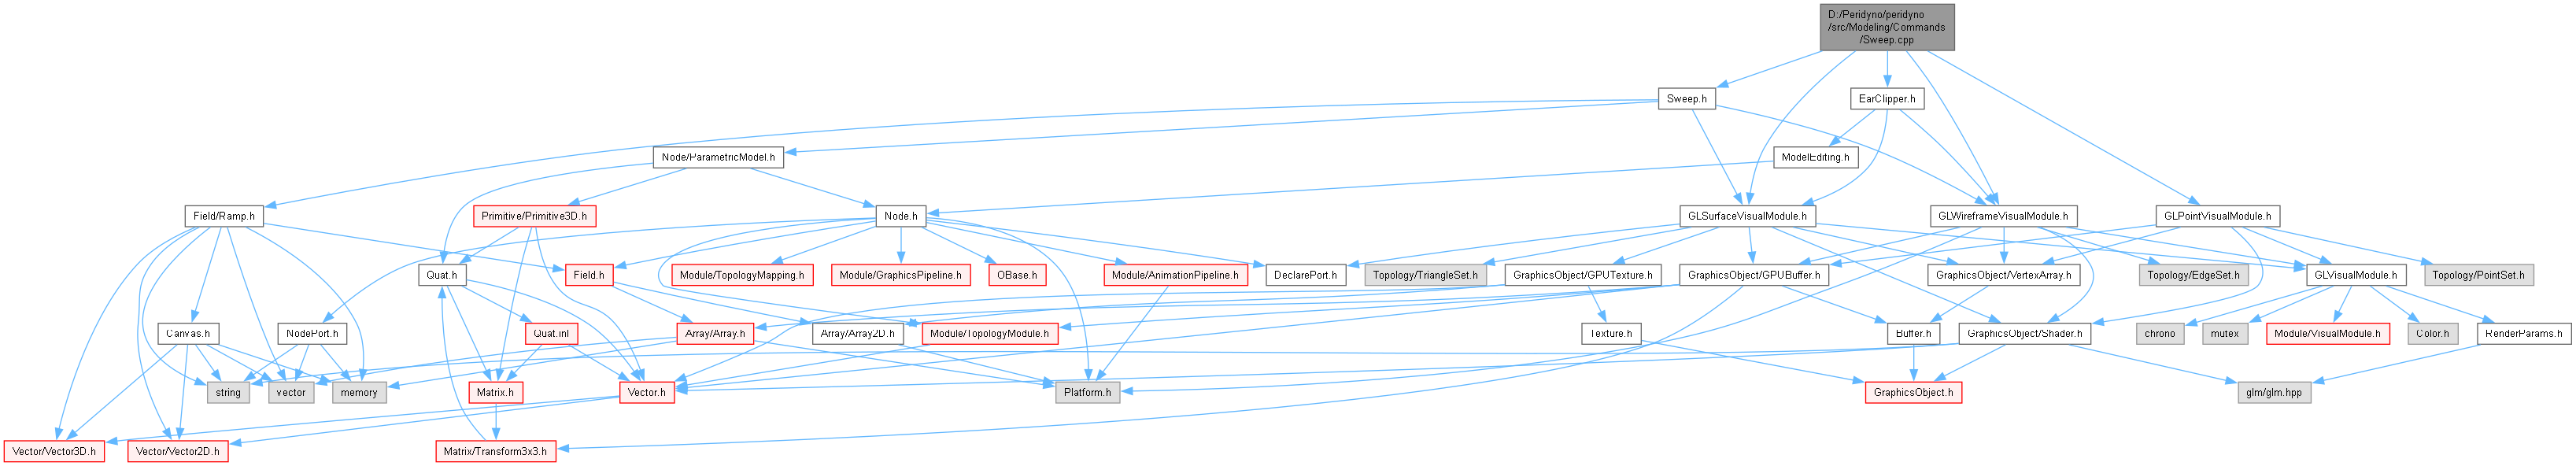 D:/Peridyno/peridyno
/src/Modeling/Commands
/Sweep.cpp
Sweep.h
EarClipper.h
Node/ParametricModel.h
ModelEditing.h
Field/Ramp.h
Primitive/Primitive3D.h
Node.h
GLSurfaceVisualModule.h
GLWireframeVisualModule.h
GLPointVisualModule.h
Quat.h
Field.h
Module/TopologyMapping.h
Module/GraphicsPipeline.h
OBase.h
Module/AnimationPipeline.h
DeclarePort.h
Topology/TriangleSet.h
GraphicsObject/GPUTexture.h
GraphicsObject/GPUBuffer.h
GraphicsObject/VertexArray.h
Topology/EdgeSet.h
GLVisualModule.h
Topology/PointSet.h
Canvas.h
NodePort.h
Quat.inl
Array/Array.h
Array/Array2D.h
Module/TopologyModule.h
Texture.h
Buffer.h
GraphicsObject/Shader.h
chrono
mutex
Module/VisualModule.h
Color.h
RenderParams.h
string
vector
memory
Matrix.h
Vector.h
Platform.h
GraphicsObject.h
glm/glm.hpp
Vector/Vector3D.h
Vector/Vector2D.h
Matrix/Transform3x3.h